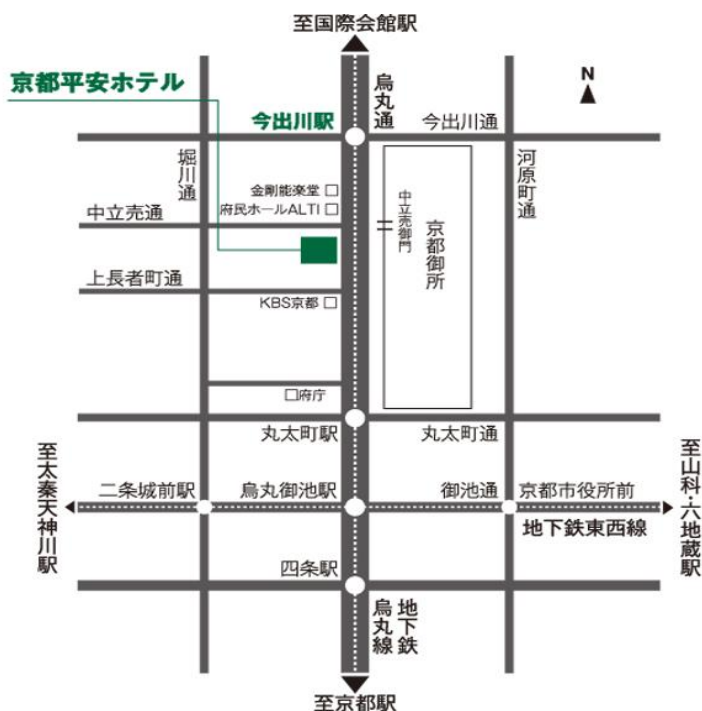 至国際会館駅
京都平安ホテル
N
烏丸通
今出川駅
今出川通
堀川通
河原町通
金剛能楽堂
府民ホールALTI
中立売通
中立売御門
京都御所
上長者町通
KBS京都
府庁
丸太町駅
丸太町通
至太秦天神川駅
二条城前駅
烏丸御池駅
御池通
京都市役所前
至山科・六地蔵駅
地下鉄東西線
四条駅
地下鉄
烏丸線
至京都駅